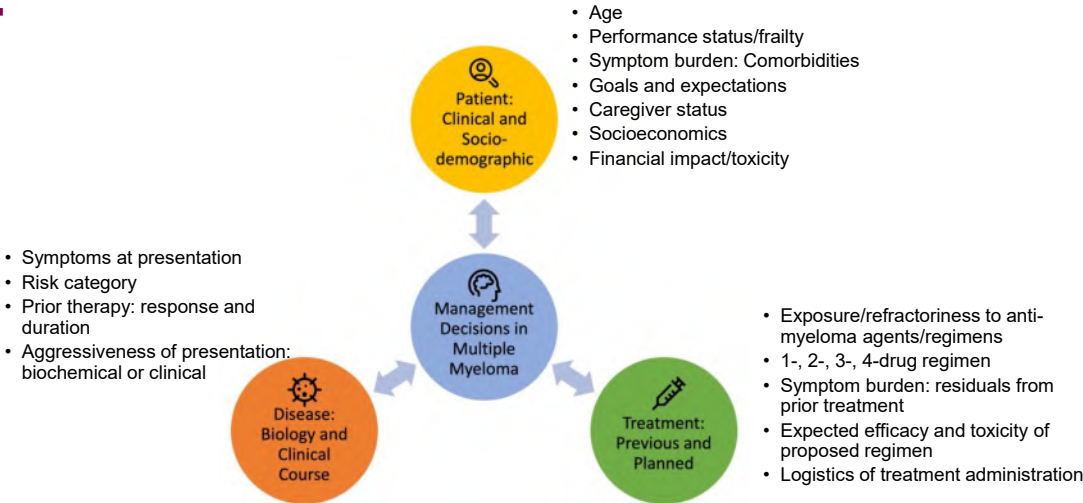 • Age
• Performance status/frailty
• Symptom burden: Comorbidities
• Goals and expectations
• Caregiver status
• Socioeconomics
• Financial impact/toxicity
Patient:
Clinical and
Socio-
demographic
• Symptoms at presentation
• Risk category
• Prior therapy: response and
duration
• Aggressiveness of presentation:
biochemical or clinical
Management
Decisions in
Multiple
Myeloma
Disease:
Biology and
Clinical
Course
Treatment:
Previous and
Planned
• Exposure/refractoriness to anti-
myeloma agents/regimens
• 1-, 2-, 3-, 4-drug regimen
• Symptom burden: residuals from
prior treatment
• Expected efficacy and toxicity of
proposed regimen
• Logistics of treatment administration